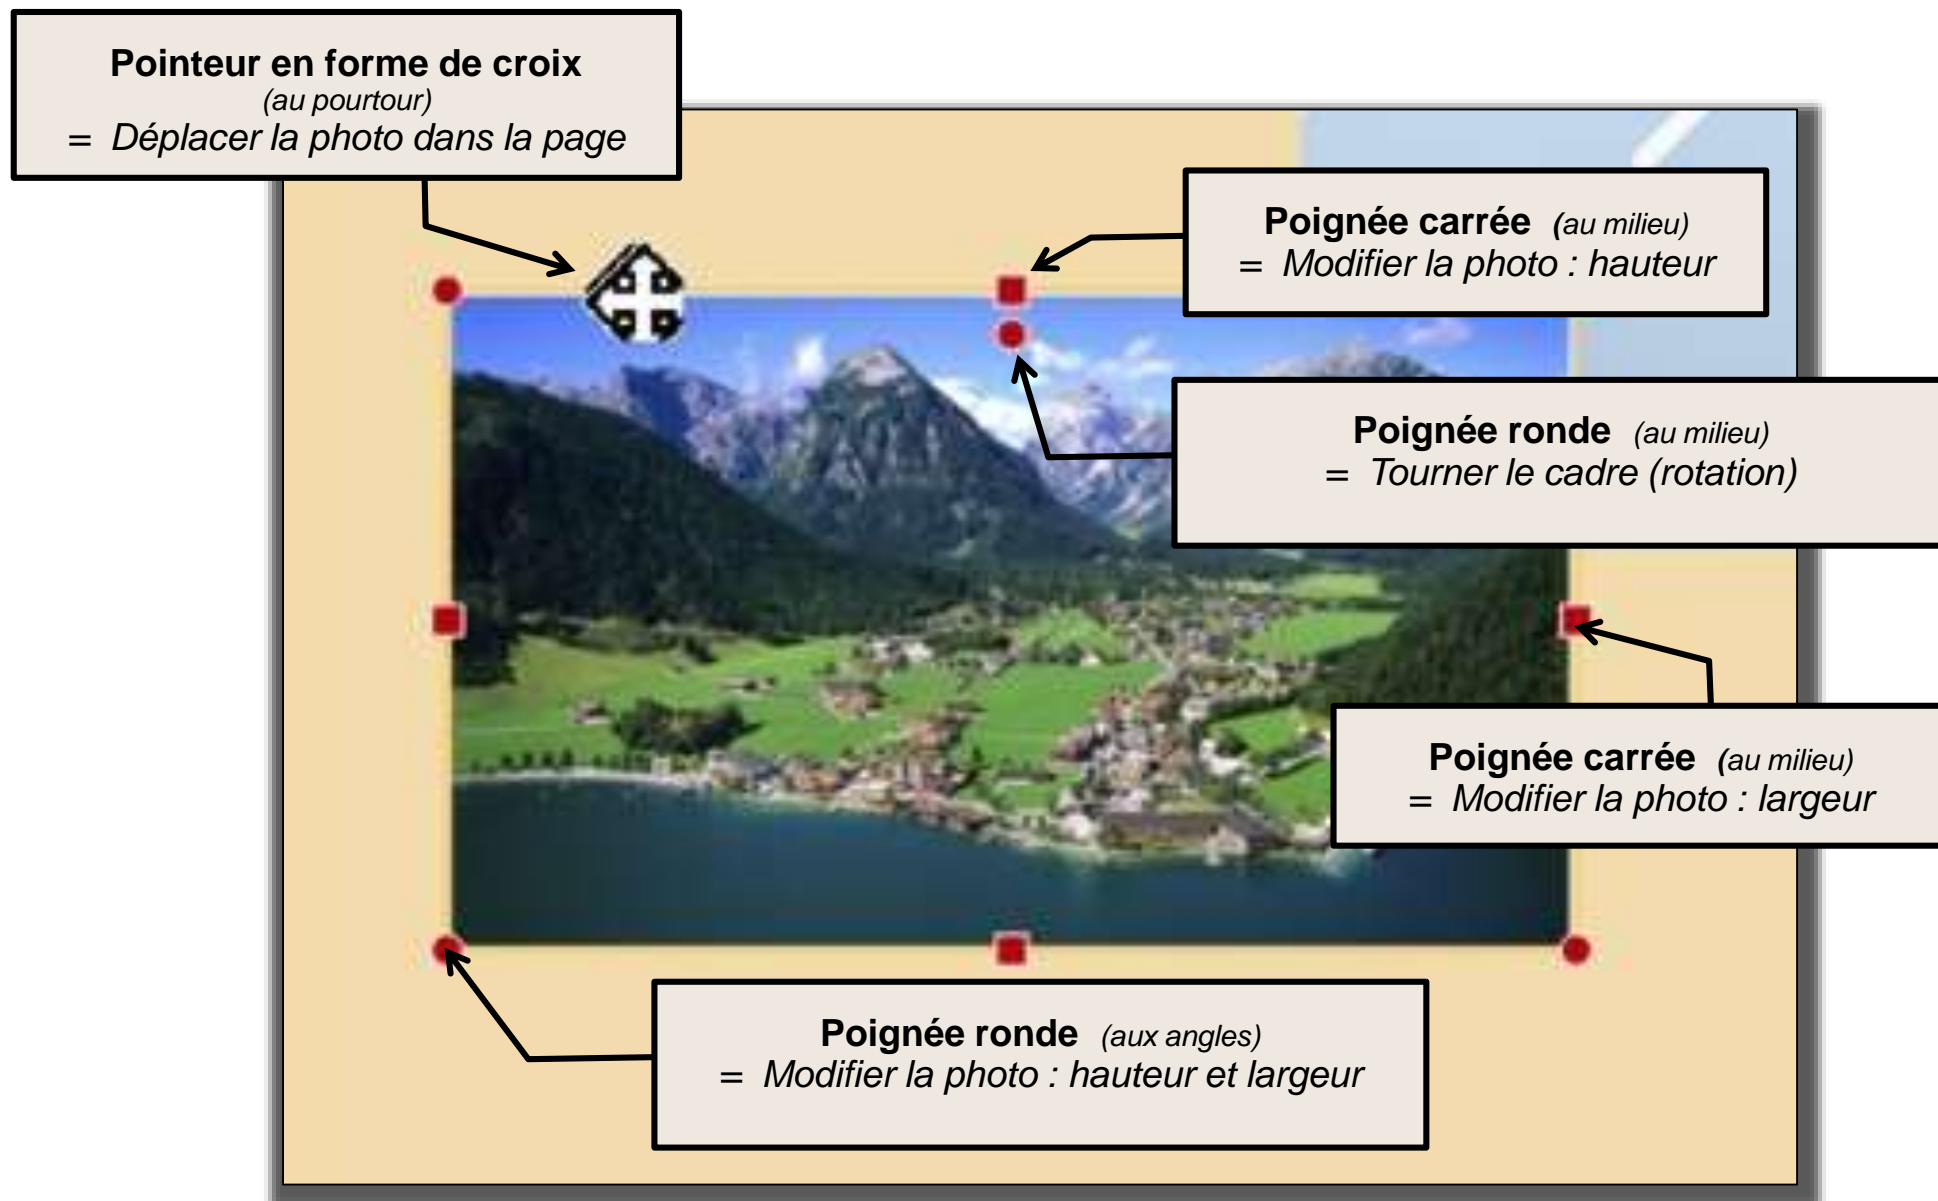 Pointeur en forme de croix
(au pourtour)
= Déplacer la photo dans la page
Poignée carrée (au milieu)
= Modifier la photo : hauteur
Poignée ronde (au milieu)
= Tourner le cadre (rotation)
Poignée carrée (au milieu)
= Modifier la photo : largeur
Poignée ronde (aux angles)
= Modifier la photo : hauteur et largeur